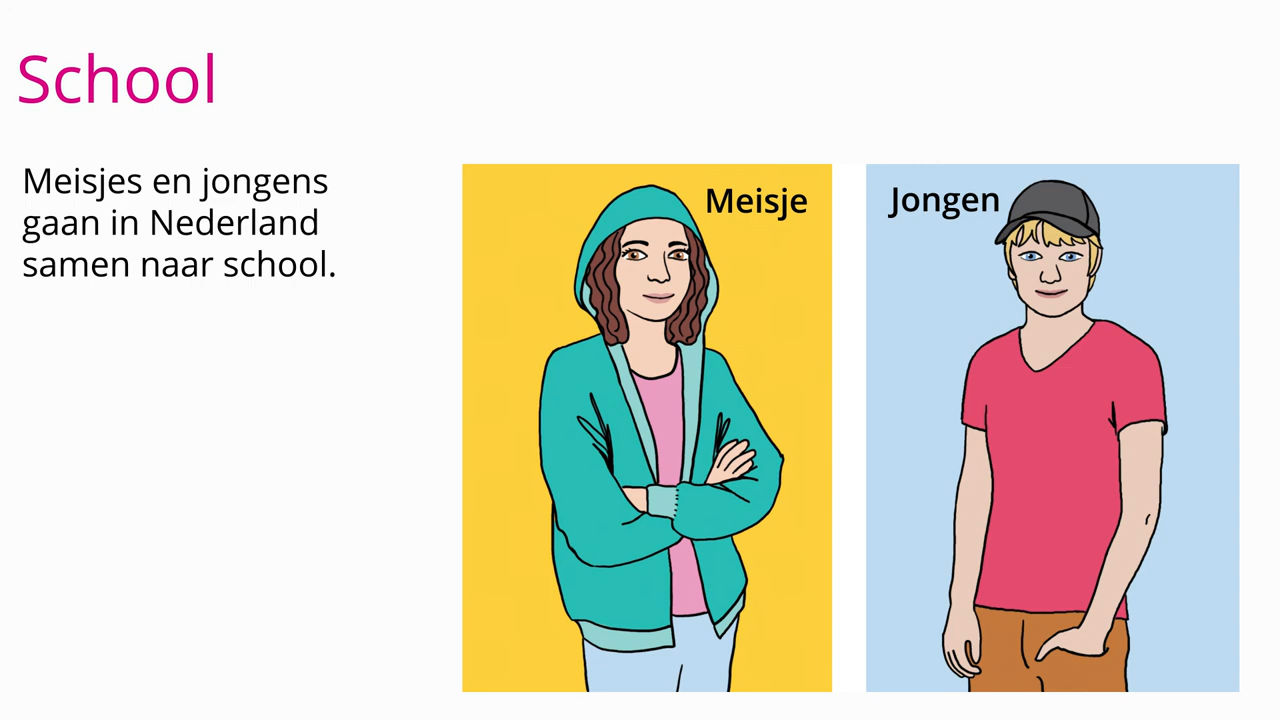 School
Meisjes en jongens
gaan in Nederland
samen naar school.
Meisje
Jongen